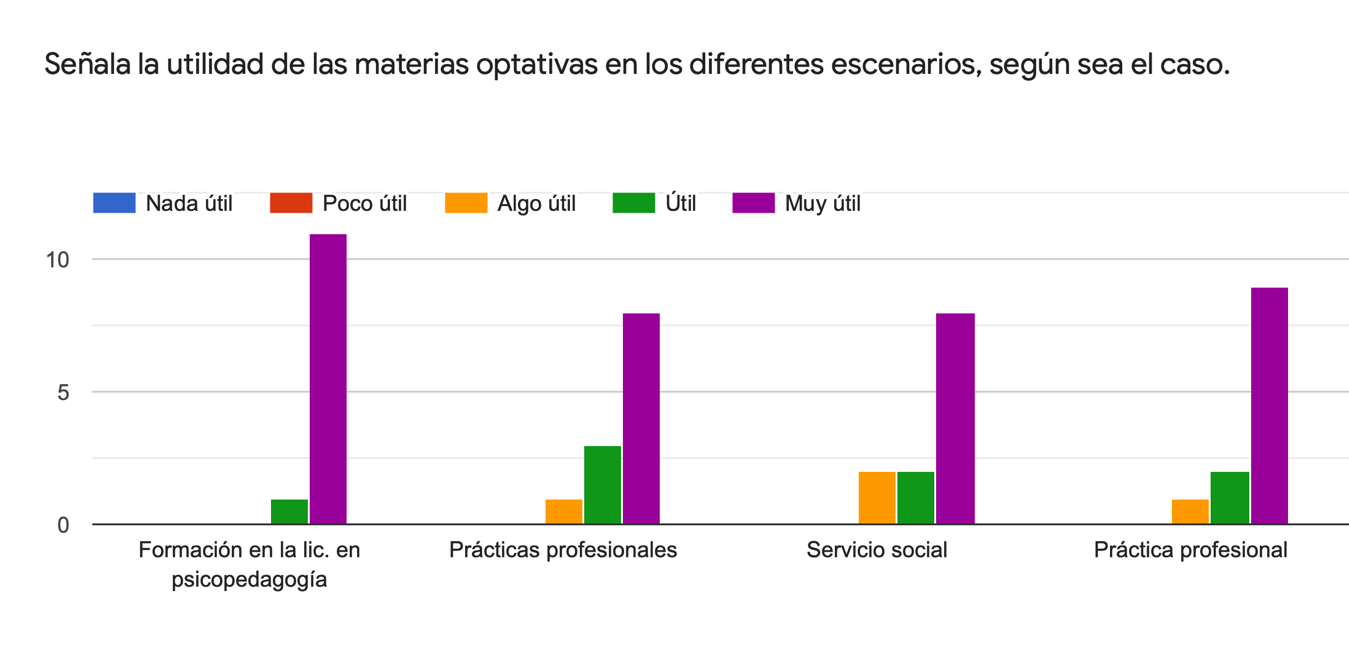 Señala la utilidad de las materias optativas en los diferentes escenarios, según sea el caso.
Nada útil Poco útil Algo útil Útil Muy útil
10
5
0
Formación en la lic. en
psicopedagogía
Prácticas profesionales
Servicio social
Práctica profesional